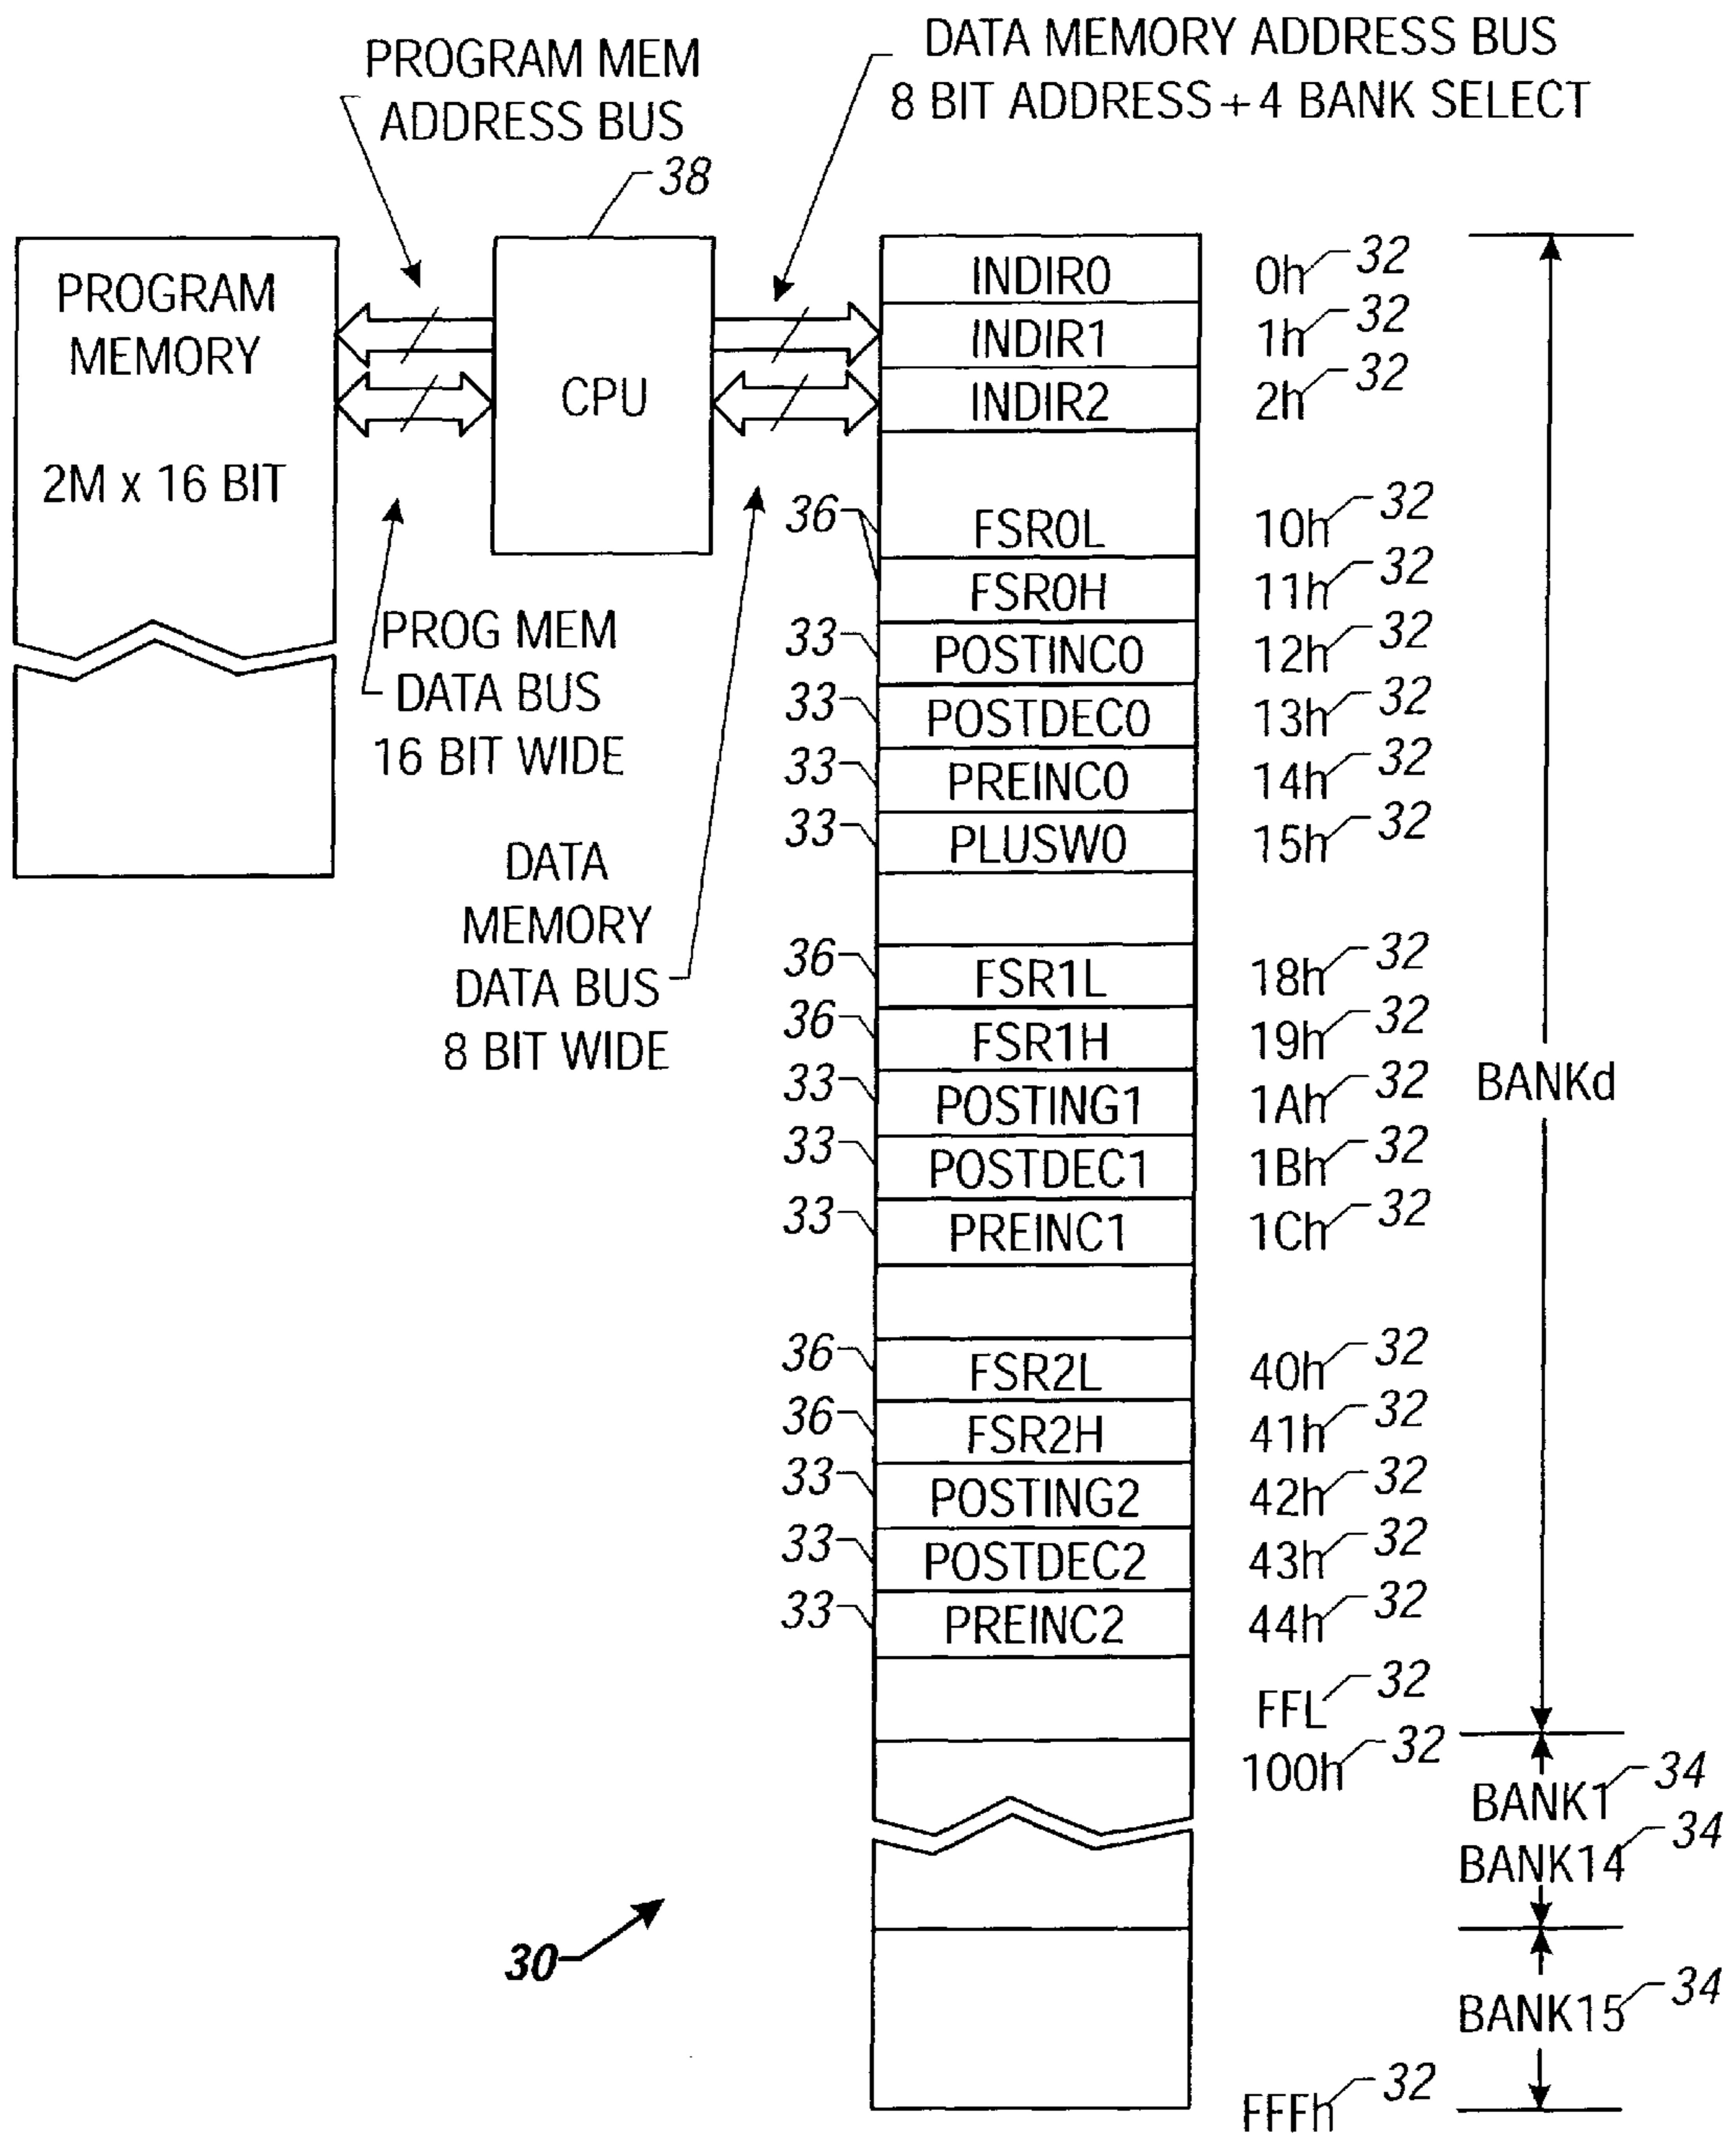 PROGRAM MEM
ADDRESS BUS
DATA MEMORY ADDRESS BUS
8 BIT ADDRESS + 4 BANK SELECT
38
PROGRAM
MEMORY
2M x 16 BIT
CPU
PROG MEM
DATA BUS
16 BIT WIDE
DATA
MEMORY
DATA BUS
8 BIT WIDE
INDIR0 0h 32
INDIR1 1h 32
INDIR2 2h 32
36 FSR0L 10h 32
FSR0H 11h 32
33 POSTINC0 12h 32
33 POSTDEC0 13h 32
33 PREINC0 14h 32
33 PLUSW0 15h 32
36 FSR1L 18h 32
36 FSR1H 19h 32
33 POSTING1 1Ah 32
33 POSTDEC1 1Bh 32
33 PREINC1 1Ch 32
36 FSR2L 40h 32
36 FSR2H 41h 32
33 POSTING2 42h 32
33 POSTDEC2 43h 32
33 PREINC2 44h 32
FFL 32
100h 32
FFFh 32
BANKd
BANK1 34
BANK14 34
BANK15 34
30